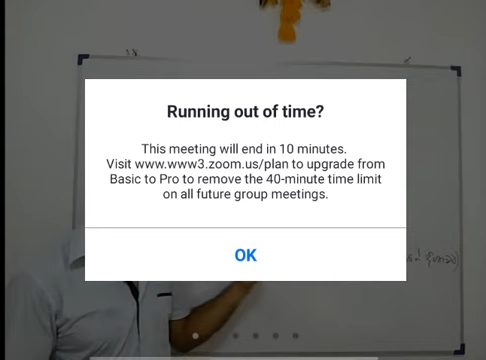 Running out of time?
This meeting will end in 10 minutes.
Visit www.www3.zoom.us/plan to upgrade from
Basic to Pro to remove the 40-minute time limit
on all future group meetings.
OK